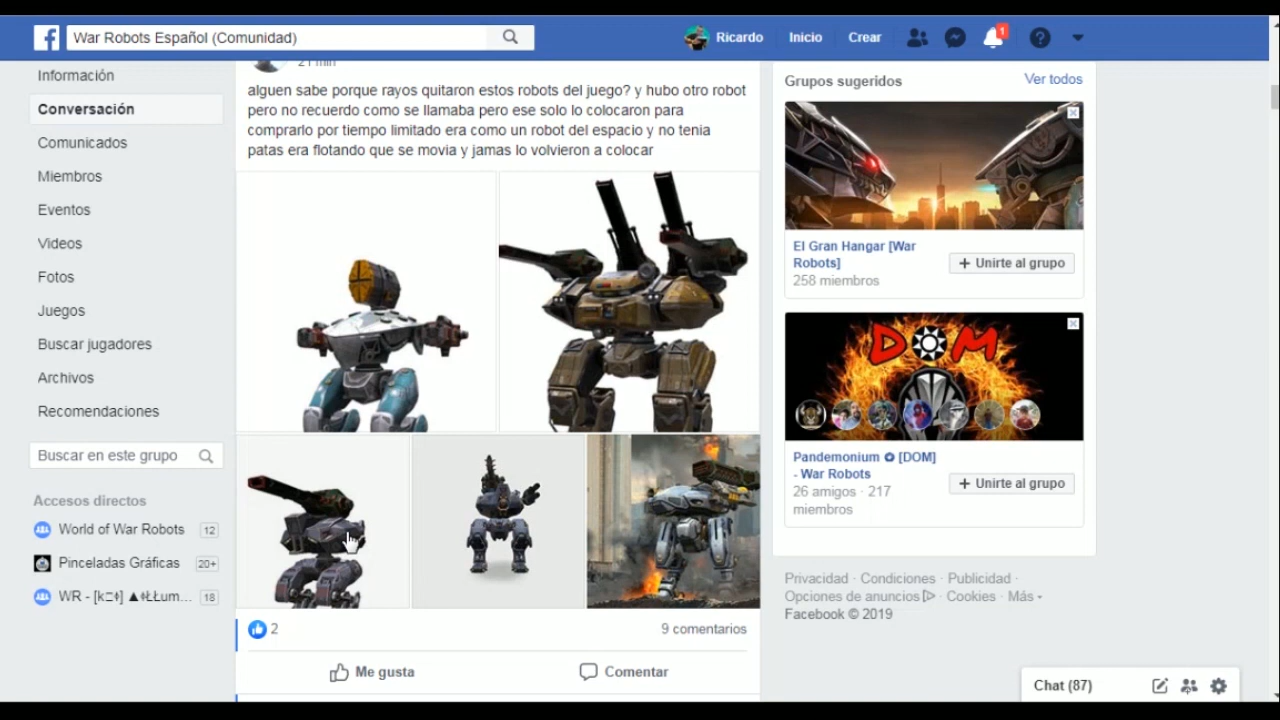 War Robots Español (Comunidad)
Ricardo
Inicio
Crear
1
Información
Conversación
Comunicados
Miembros
Eventos
Videos
Fotos
Juegos
Buscar jugadores
Archivos
Recomendaciones
Buscar en este grupo
Accesos directos
World of War Robots 12
Pinceladas Gráficas 20+
18
21 min
alguen sabe porque rayos quitaron estos robots del juego? y hubo otro robot
pero no recuerdo como se llamaba pero ese solo lo colocaron para
comprarlo por tiempo limitado era como un robot del espacio y no tenia
patas era flotando que se movia y jamas lo volvieron a colocar
2
9 comentarios
Me gusta
Comentar
Grupos sugeridos
Ver todos
El Gran Hangar [War
Robots]
258 miembros
+ Unirte al grupo
DOM
Pandemonium [DOM]
- War Robots
26 amigos · 217
miembros
+ Unirte al grupo
Privacidad · Condiciones · Publicidad ·
Opciones de anuncios · Cookies · Más
Facebook © 2019
Chat (87)